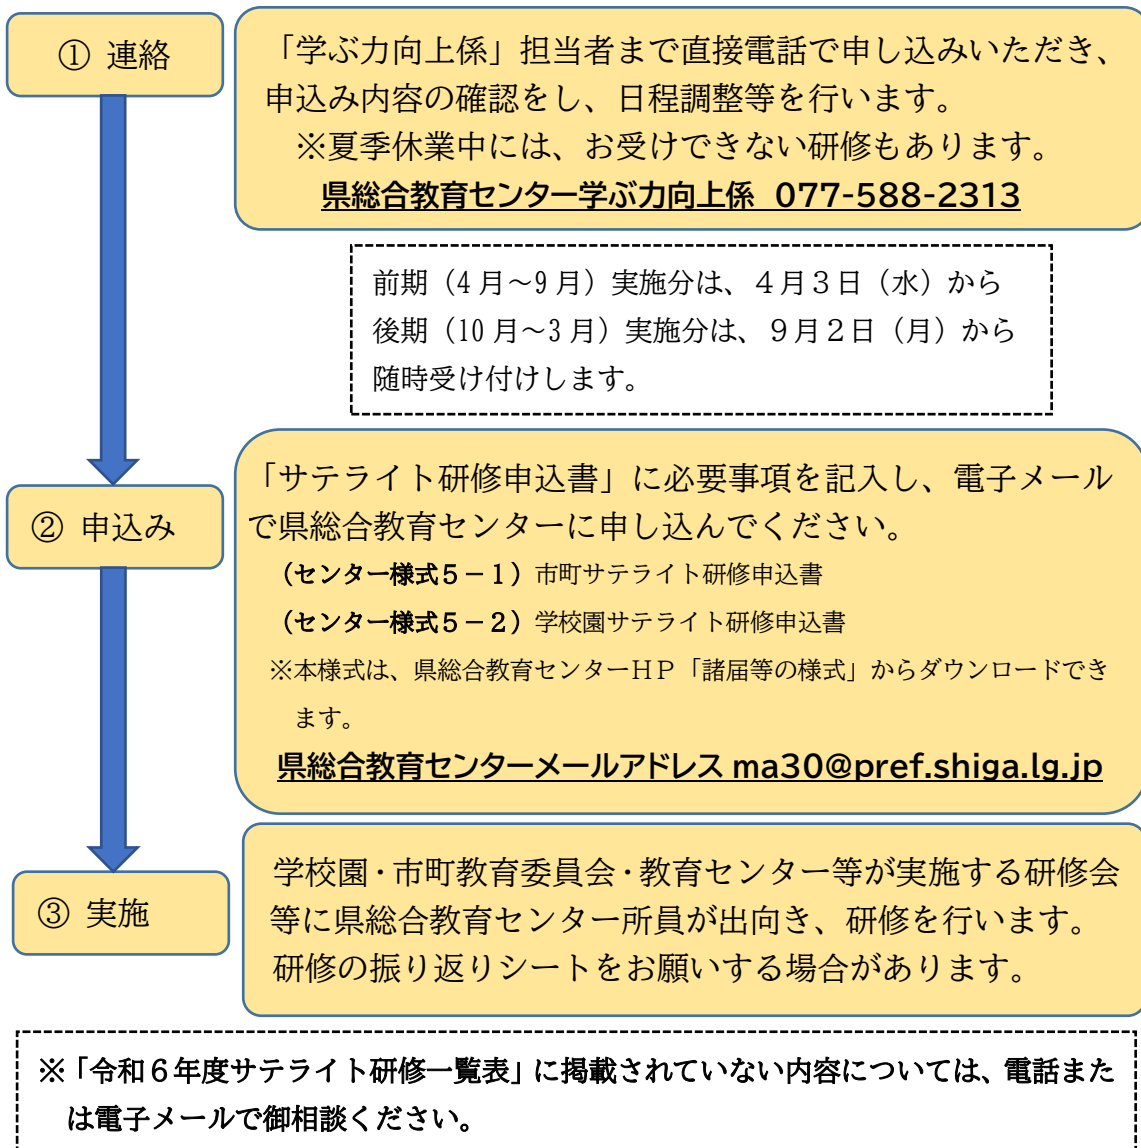 ① 連絡
「学ぶ力向上係」担当者まで直接電話で申し込みいただき、
申込み内容の確認をし、日程調整等を行います。
※夏季休業中には、お受けできない研修もあります。
県総合教育センター学ぶ力向上係 077-588-2313
前期（4月～9月）実施分は、４月３日（水）から
後期（10月～3月）実施分は、９月２日（月）から
随時受け付けします。
② 申込み
「サテライト研修申込書」に必要事項を記入し、電子メール
で県総合教育センターに申し込んでください。
（センター様式５－１）市町サテライト研修申込書
（センター様式５－２）学校園サテライト研修申込書
※本様式は、県総合教育センターＨＰ「諸届等の様式」からダウンロードでき
ます。
県総合教育センターメールアドレス ma30@pref.shiga.lg.jp
③ 実施
学校園・市町教育委員会・教育センター等が実施する研修会
等に県総合教育センター所員が出向き、研修を行います。
研修の振り返りシートをお願いする場合があります。
※「令和６年度サテライト研修一覧表」に掲載されていない内容については、電話また
は電子メールで御相談ください。